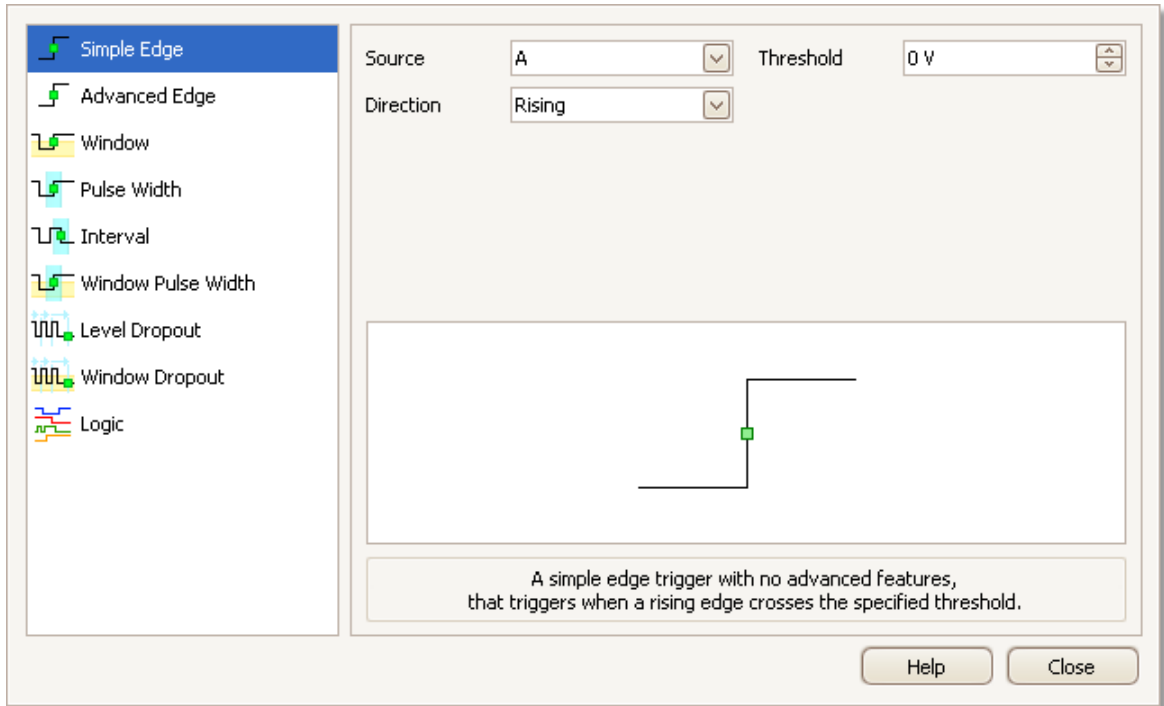 Simple Edge
Advanced Edge
Window
Pulse Width
Interval
Window Pulse Width
Level Dropout
Window Dropout
Logic
Source A Threshold 0 V
Direction Rising
A simple edge trigger with no advanced features,
that triggers when a rising edge crosses the specified threshold.
Help Close